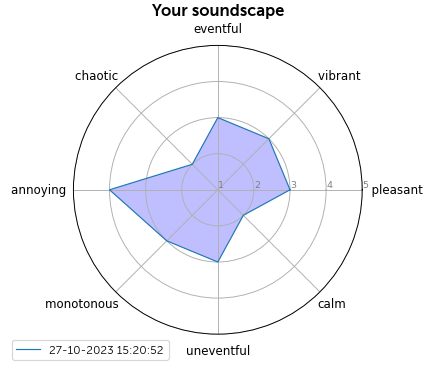 Your soundscape
eventful
chaotic
vibrant
annoying
1
2
3
4
5
pleasant
monotonous
calm
27-10-2023 15:20:52
uneventful